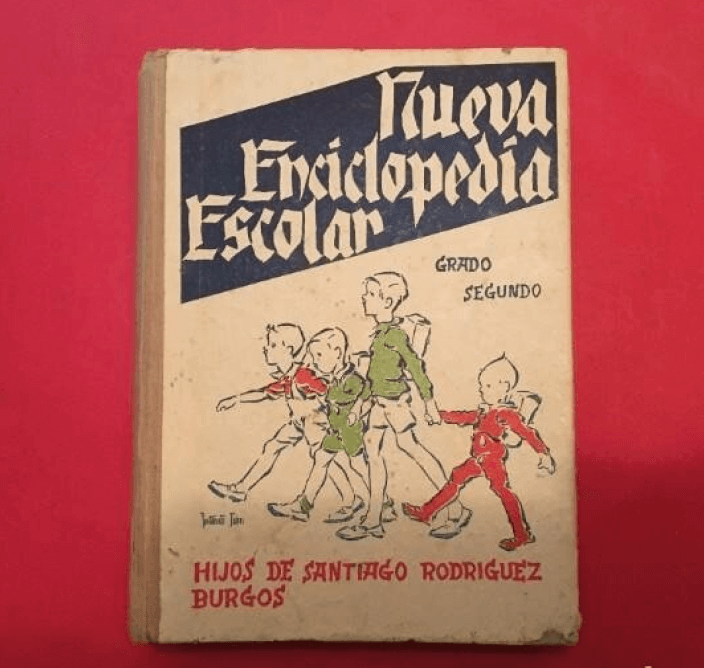 Nueva
Enciclopedia
Escolar
GRADO
SEGUNDO
HIJOS DE SANTIAGO RODRIGUEZ
BURGOS